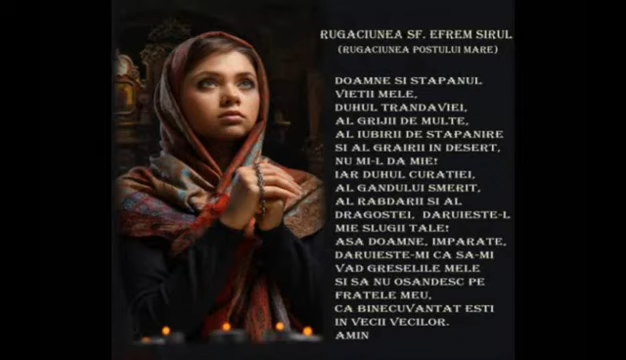 RUGACIUNEA SF. EFREM SIRUL
(RUGACIUNEA POSTULUI MARE)
DOAMNE SI STAPANUL
VIETII MELE,
DUHUL TRANDAVIEI,
AL GRIJII DE MULTE,
AL IUBIRII DE STAPANIRE
SI AL GRAIRII IN DESERT,
NU MI-L DA MIE!
IAR DUHUL CURATIEI,
AL GANDULUI SMERIT,
AL RABDARII SI AL
DRAGOSTEI, DARUIESTE-L
MIE SLUGII TALE!
ASA DOAMNE, IMPARATE,
DARUIESTE-MI CA SA-MI
VAD GRESELILE MELE
SI SA NU OSANDESC PE
FRATELE MEU,
CA BINECUVANTAT ESTI
IN VECII VECILOR.
AMIN